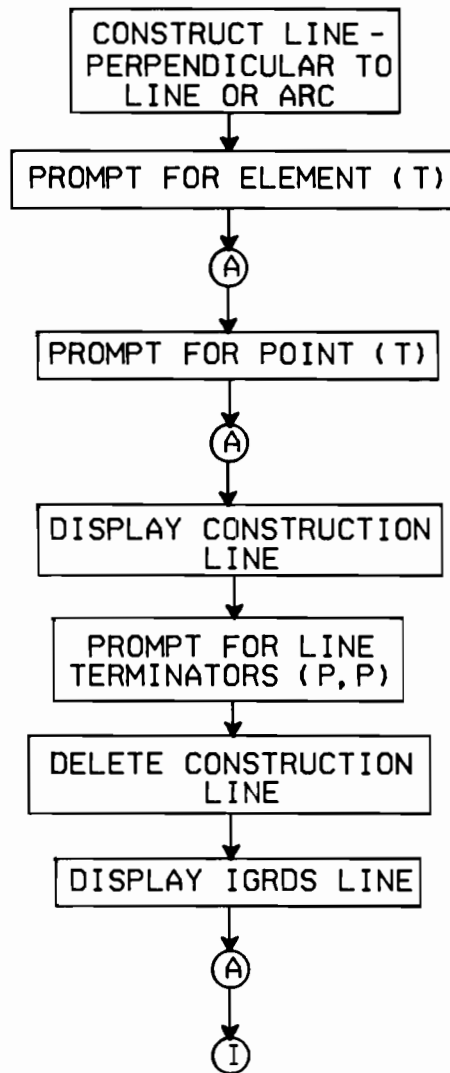 CONSTRUCT LINE -
PERPENDICULAR TO
LINE OR ARC
PROMPT FOR ELEMENT (T)
A
PROMPT FOR POINT (T)
A
DISPLAY CONSTRUCTION
LINE
PROMPT FOR LINE
TERMINATORS (P,P)
DELETE CONSTRUCTION
LINE
DISPLAY IGRDS LINE
A
I